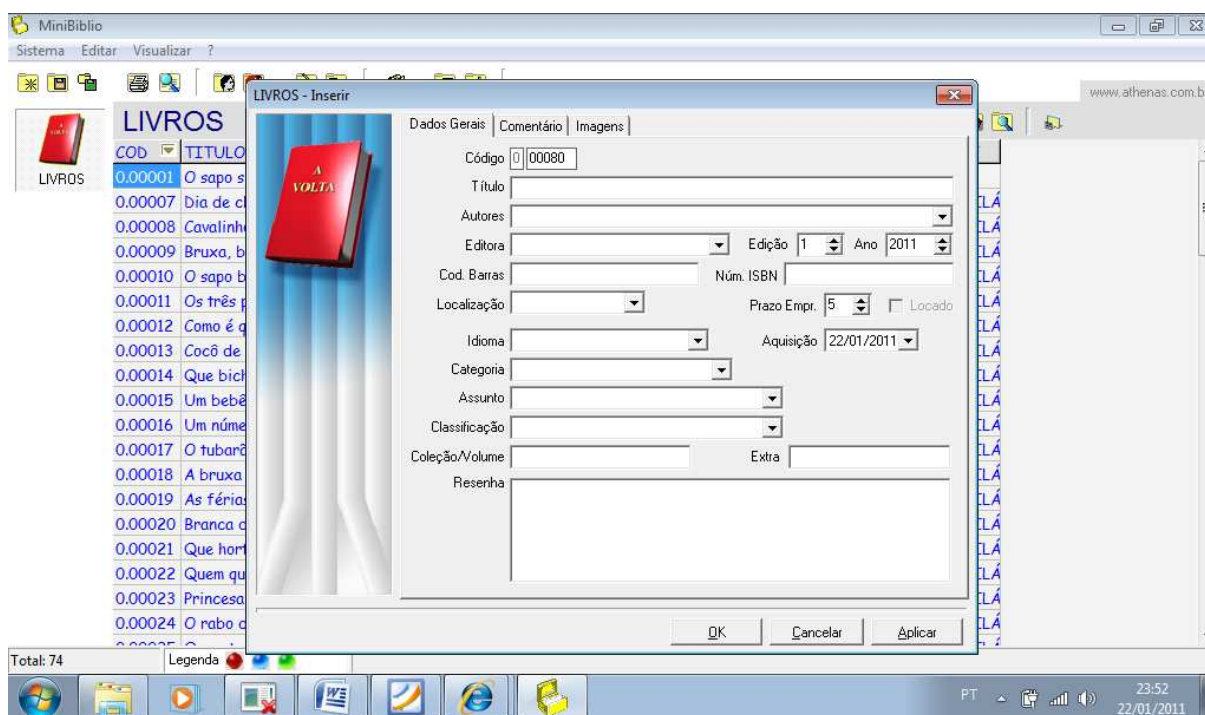 MiniBiblio
Sistema Editar Visualizar ?
www.athenas.com.b
LIVROS
LIVROS
COD TITULO
0.00001 O sapo s
0.00007 Dia de cl
0.00008 Cavalinh
0.00009 Bruxa, b
0.00010 O sapo b
0.00011 Os três p
0.00012 Como é q
0.00013 Cocô de
0.00014 Que bich
0.00015 Um bebê
0.00016 Um núme
0.00017 O tubarã
0.00018 A bruxa
0.00019 As férias
0.00020 Branca d
0.00021 Que hort
0.00022 Quem qu
0.00023 Princesa
0.00024 O rabo d
LIVROS - Inserir
A
VOLTA
Dados Gerais Comentário Imagens
Código 0 00080
Título
Autores
Editora Edição 1 Ano 2011
Cod. Barras Núm. ISBN
Localização Prazo Empr. 5 Locado
Idioma Aquisição 22/01/2011
Categoria
Assunto
Classificação
Coleção/Volume Extra
Resenha
OK Cancelar Aplicar
Total: 74 Legenda
PT 23:52
22/01/2011